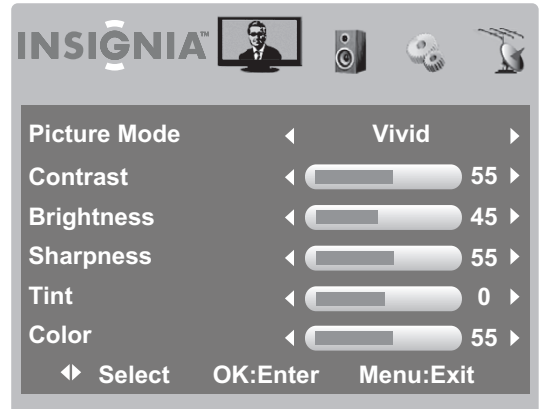 INSIGNIA™
Picture Mode Vivid
Contrast 55
Brightness 45
Sharpness 55
Tint 0
Color 55
Select OK:Enter Menu:Exit